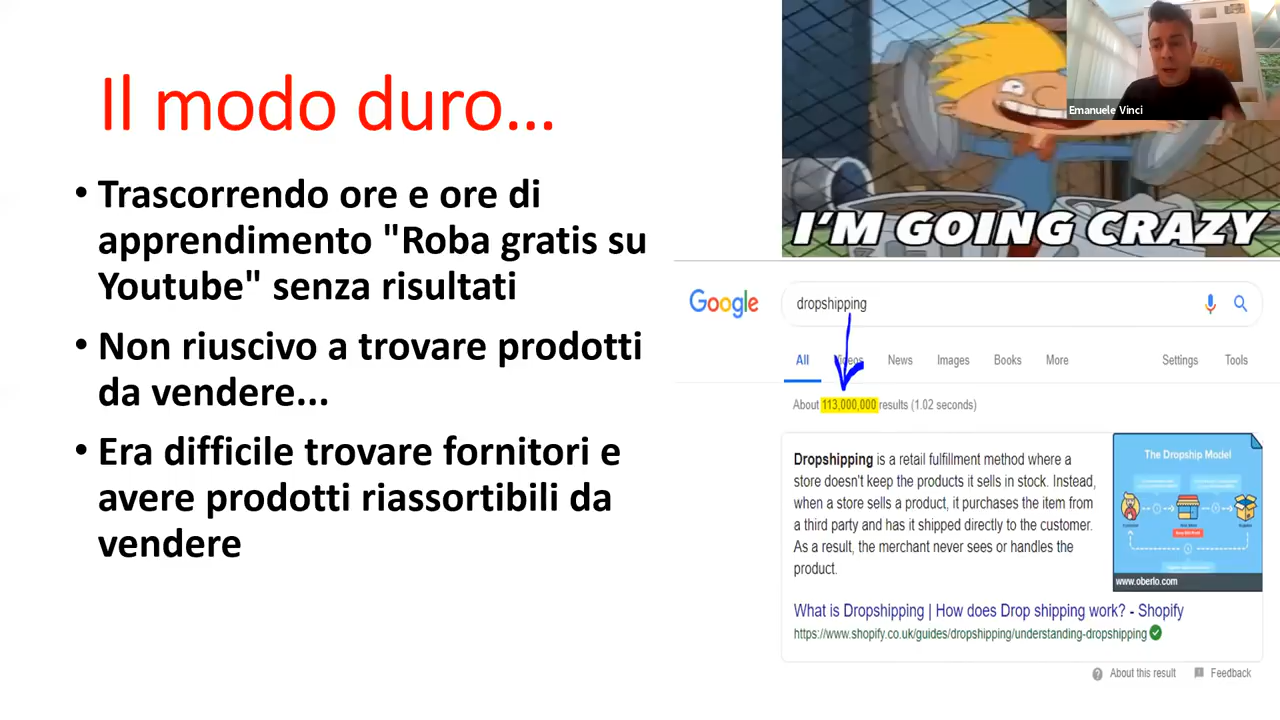 Il modo duro...
• Trascorrendo ore e ore di
apprendimento "Roba gratis su
Youtube" senza risultati
• Non riuscivo a trovare prodotti
da vendere...
• Era difficile trovare fornitori e
avere prodotti riassortibili da
vendere
Emanuele Vinci
I'M GOING CRAZY
Google
dropshipping
All Videos News Images Books More Settings Tools
About 113,000,000 results (1.02 seconds)
Dropshipping is a retail fulfillment method where a
store doesn't keep the products it sells in stock. Instead,
when a store sells a product, it purchases the item from
a third party and has it shipped directly to the customer.
As a result, the merchant never sees or handles the
product.
The Dropship Model
www.oberlo.com
What is Dropshipping | How does Drop shipping work? - Shopify
https://www.shopify.co.uk/guides/dropshipping/understanding-dropshipping
About this result Feedback